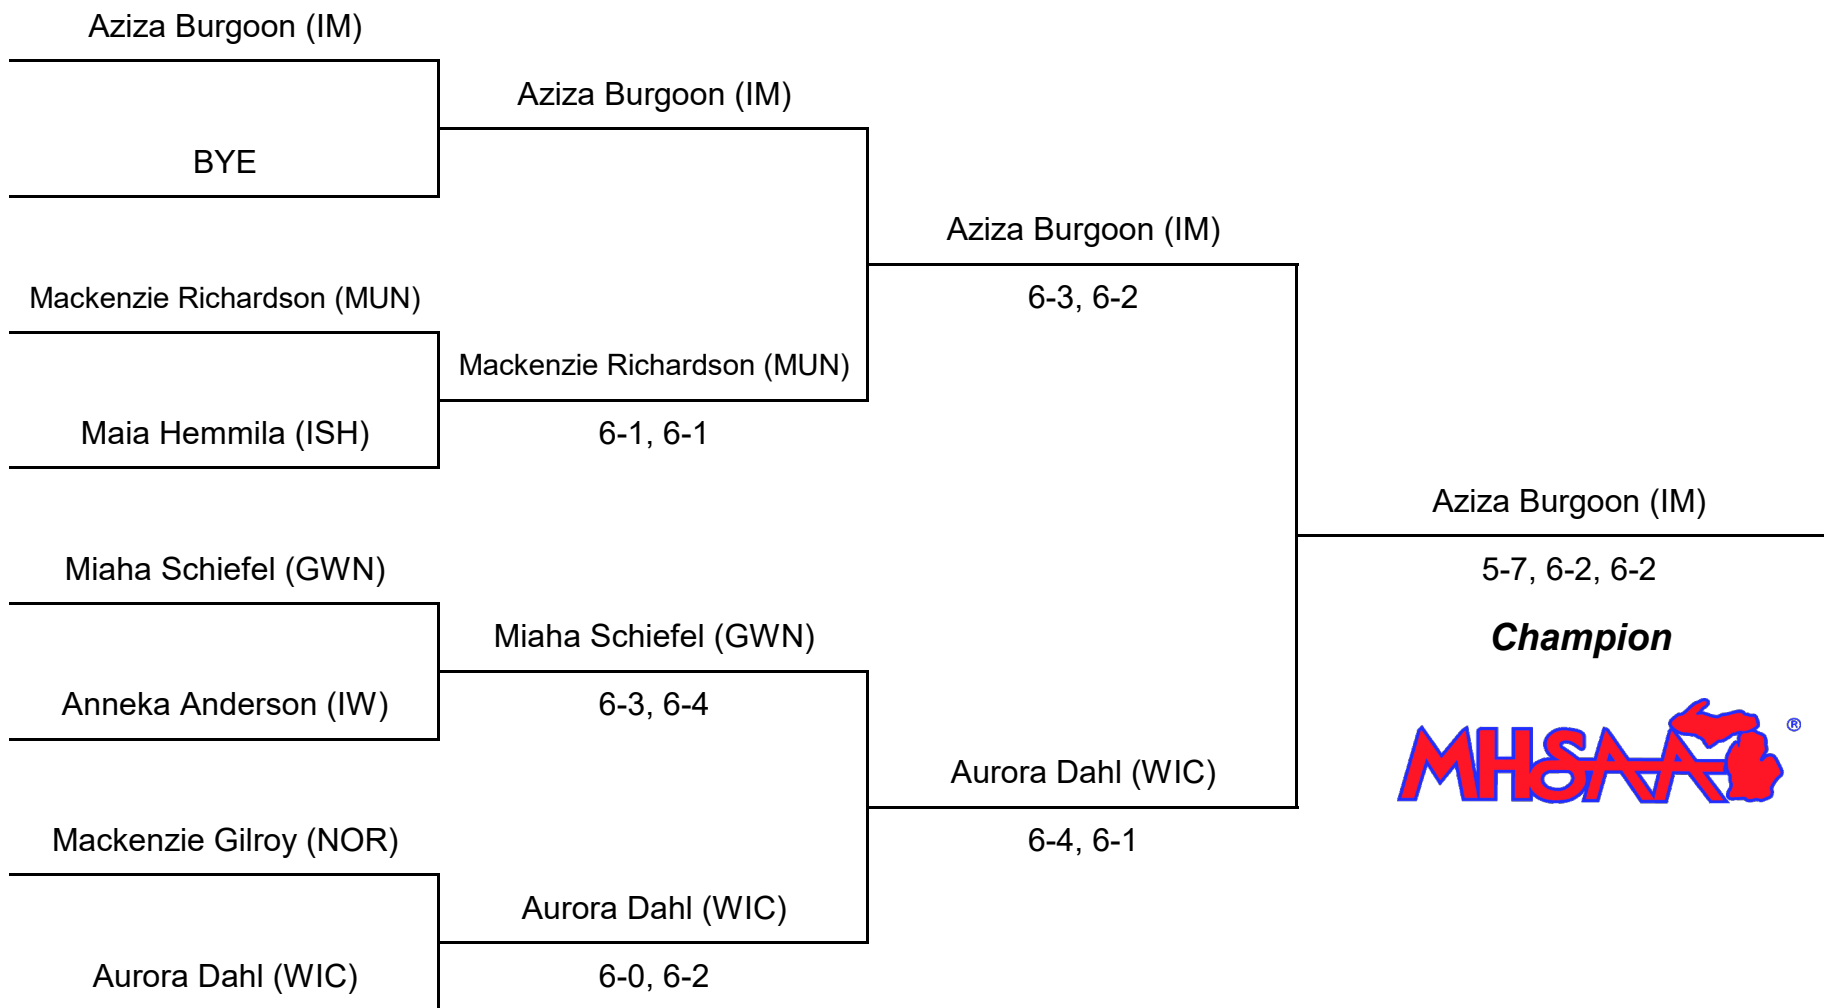 Aziza Burgoon (IM)
Aziza Burgoon (IM)
BYE
Aziza Burgoon (IM)
Mackenzie Richardson (MUN)
6-3, 6-2
Mackenzie Richardson (MUN)
Maia Hemmila (ISH)
6-1, 6-1
Aziza Burgoon (IM)
Miaha Schiefel (GWN)
5-7, 6-2, 6-2
Miaha Schiefel (GWN)
Champion
Anneka Anderson (IW)
6-3, 6-4
MHSAA®
Aurora Dahl (WIC)
Mackenzie Gilroy (NOR)
6-4, 6-1
Aurora Dahl (WIC)
Aurora Dahl (WIC)
6-0, 6-2